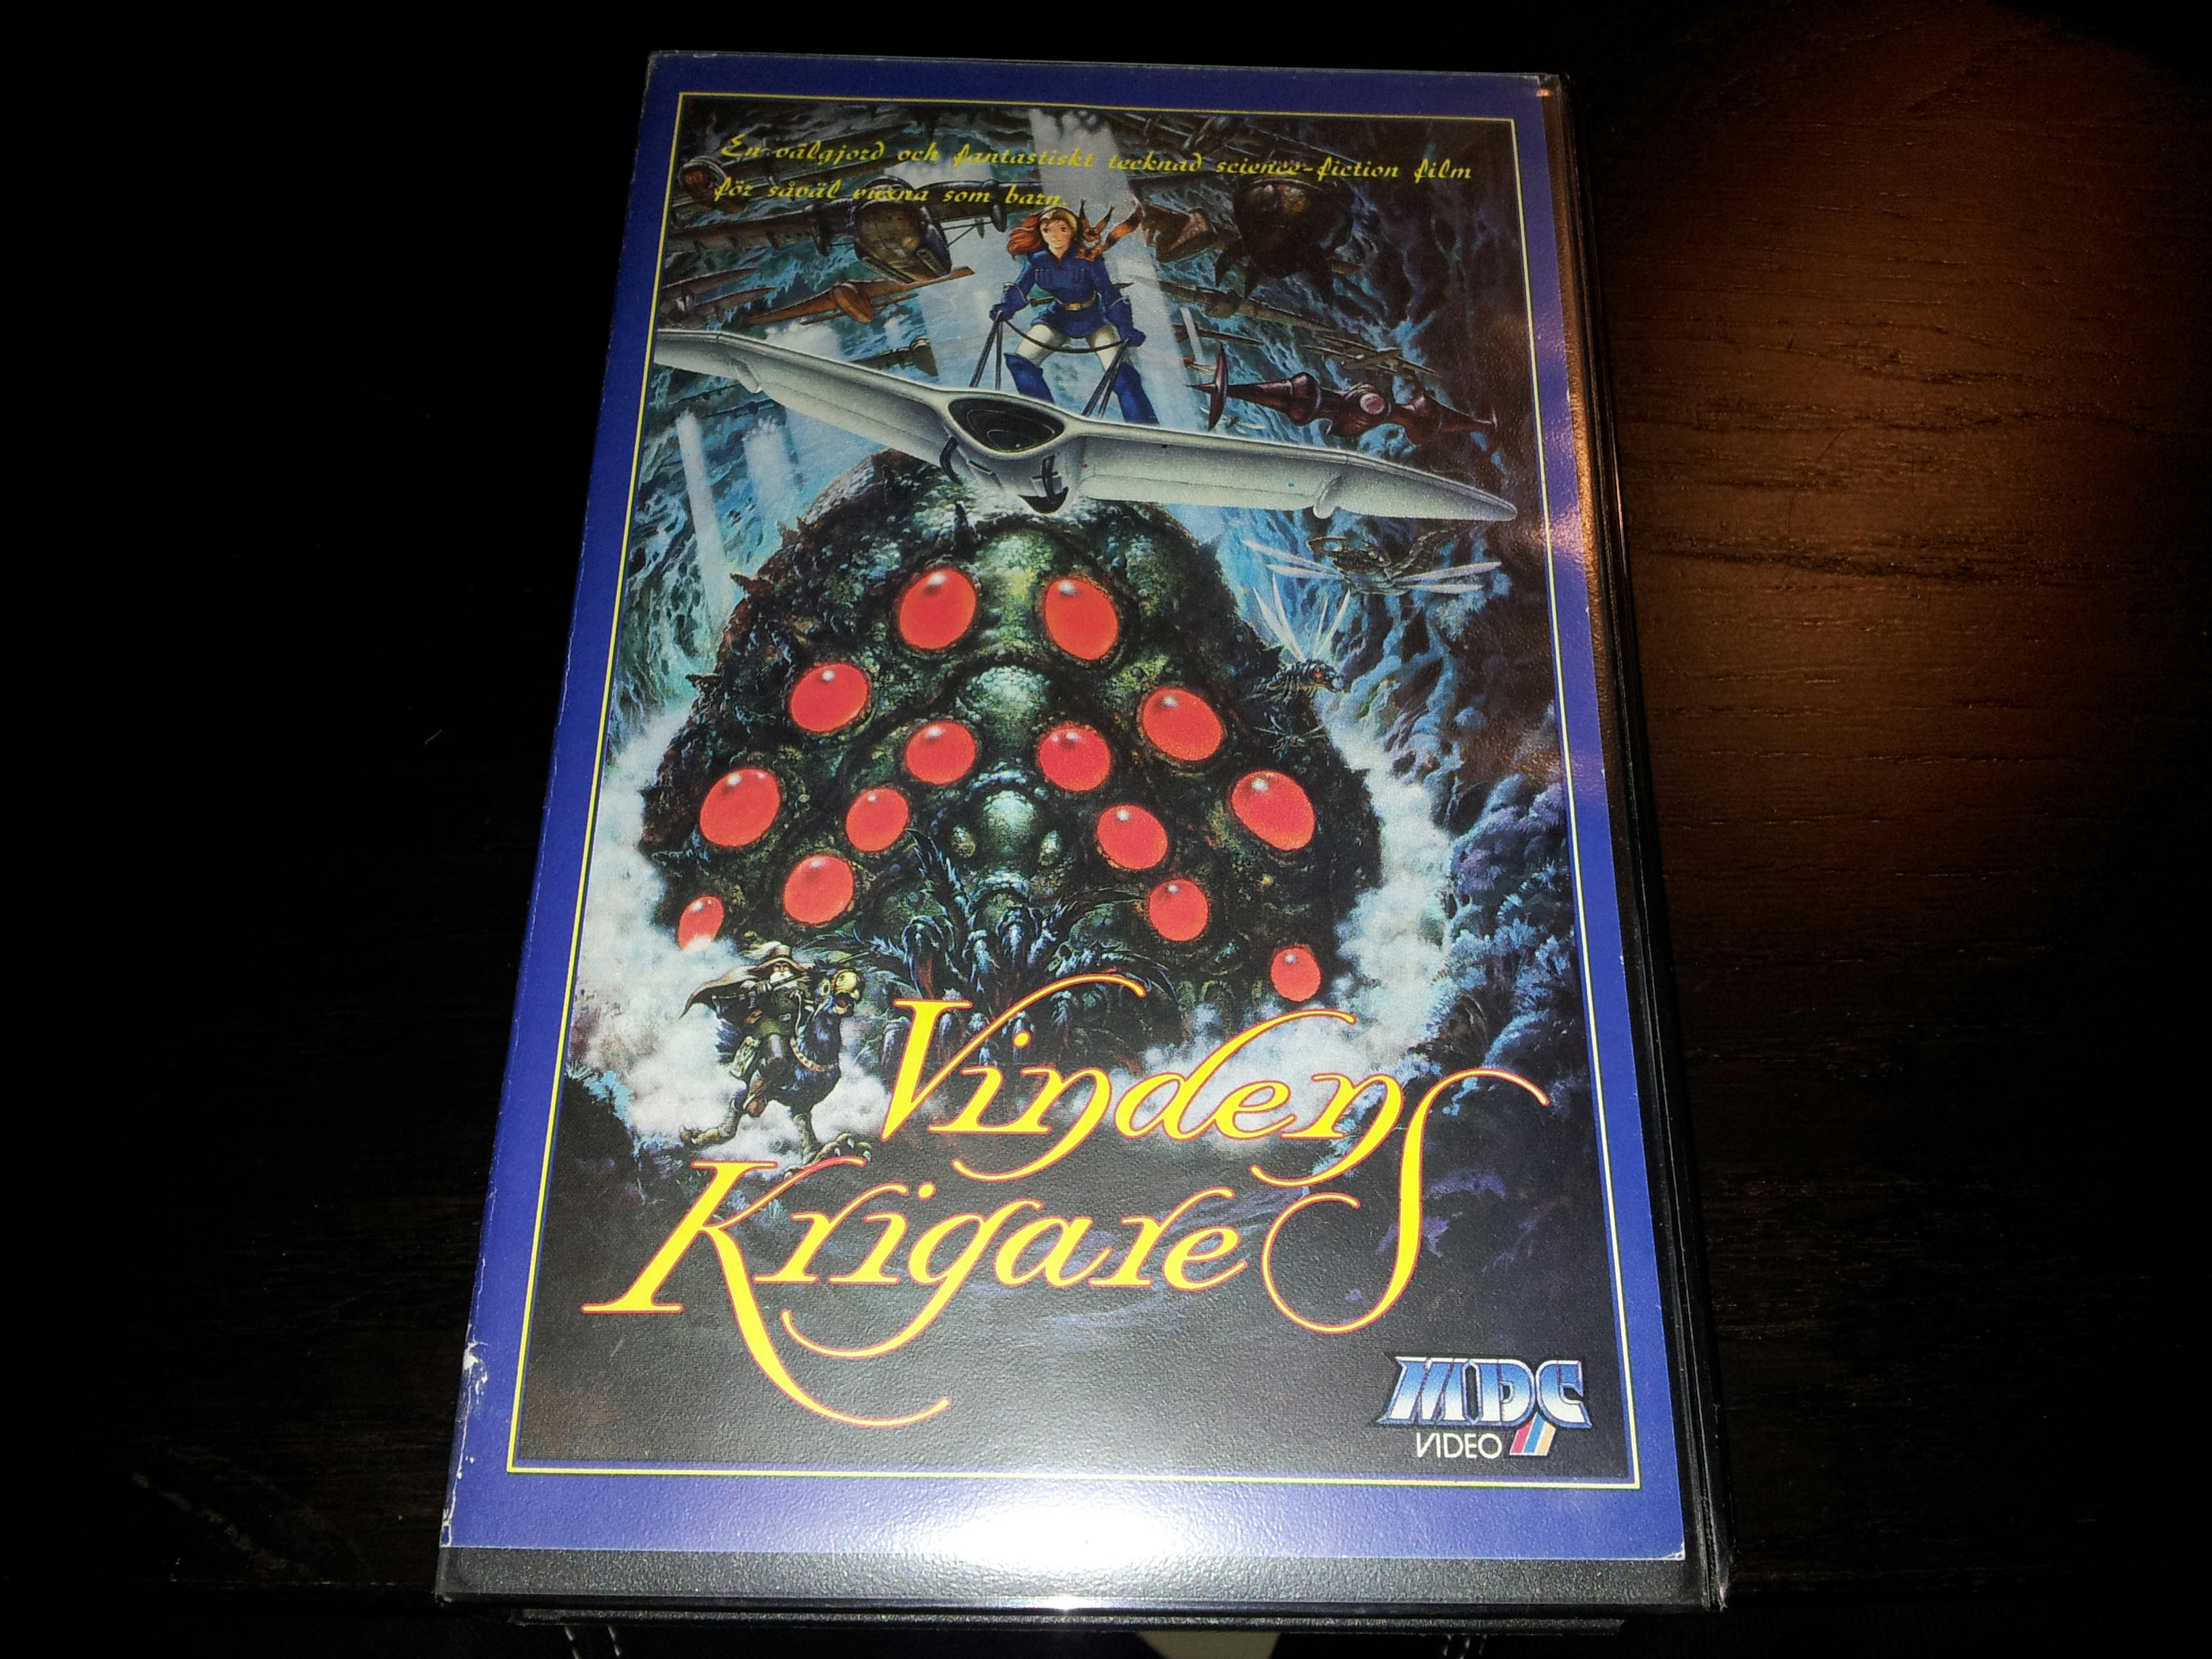 En välgjord och fantastiskt tecknad science-fiction film
för såväl vuxna som barn.
Vindens
Krigare
MDC
VIDEO